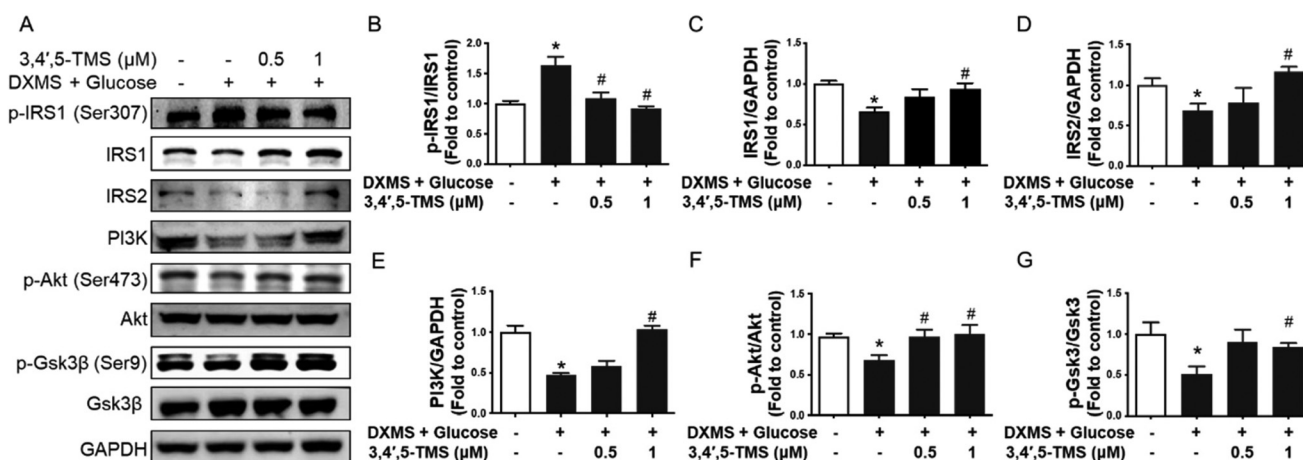 A
3,4′,5-TMS (μM) - - 0.5 1
DXMS + Glucose - + + +
p-IRS1 (Ser307)
IRS1
IRS2
PI3K
p-Akt (Ser473)
Akt
p-Gsk3β (Ser9)
Gsk3β
GAPDH
B
p-IRS1/IRS1
(Fold to control)
2.0
1.5
1.0
0.5
0.0
* # #
DXMS + Glucose - + + +
3,4′,5-TMS (μM) - - 0.5 1
C
IRS1/GAPDH
(Fold to control)
1.5
1.0
0.5
0.0
* #
DXMS + Glucose - + + +
3,4′,5-TMS (μM) - - 0.5 1
D
IRS2/GAPDH
(Fold to control)
1.5
1.0
0.5
0.0
* #
DXMS + Glucose - + + +
3,4′,5-TMS (μM) - - 0.5 1
E
PI3K/GAPDH
(Fold to control)
1.5
1.0
0.5
0.0
* #
DXMS + Glucose - + + +
3,4′,5-TMS (μM) - - 0.5 1
F
p-Akt/Akt
(Fold to control)
1.5
1.0
0.5
0.0
* # #
DXMS + Glucose - + + +
3,4′,5-TMS (μM) - - 0.5 1
G
p-Gsk3/Gsk3
(Fold to control)
1.5
1.0
0.5
0.0
* #
DXMS + Glucose - + + +
3,4′,5-TMS (μM) - - 0.5 1